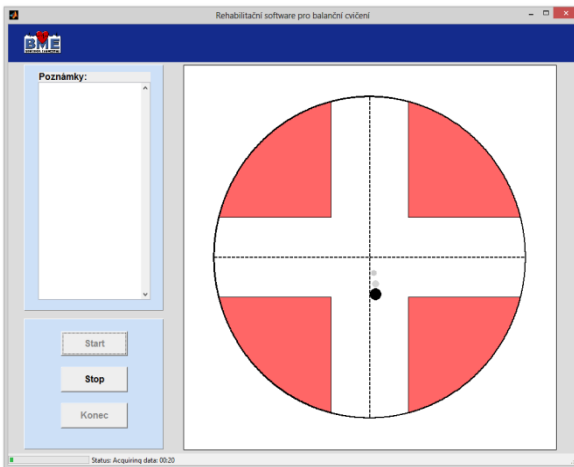 Rehabilitační software pro balanční cvičení
BME
Poznámky:
Start
Stop
Konec
Status: Acquiring data: 00:20